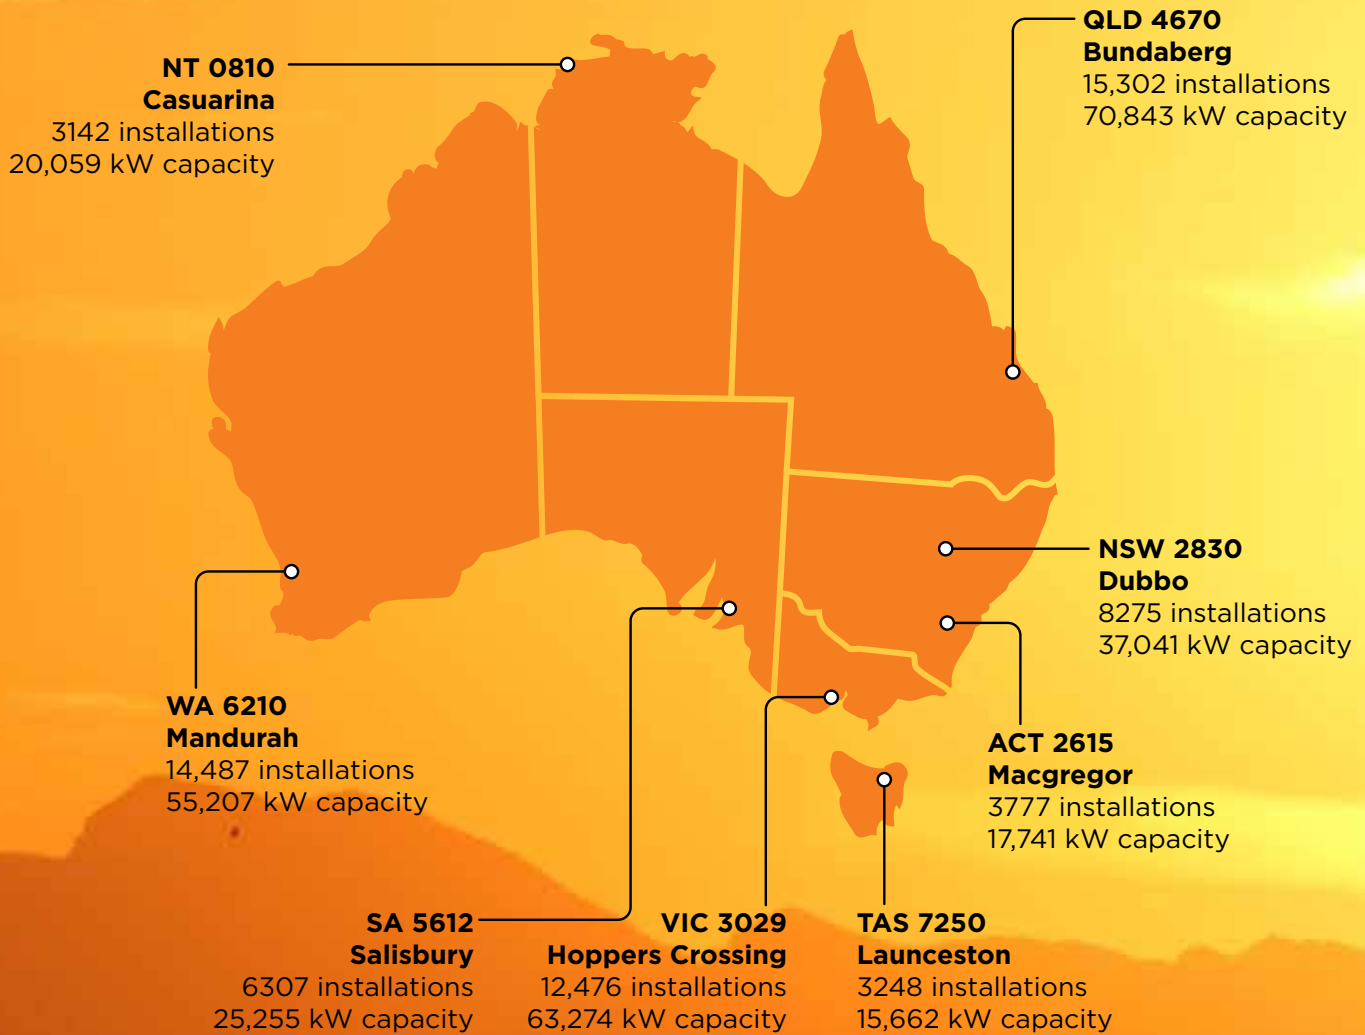 NT 0810
Casuarina
3142 installations
20,059 kW capacity
QLD 4670
Bundaberg
15,302 installations
70,843 kW capacity
NSW 2830
Dubbo
8275 installations
37,041 kW capacity
WA 6210
Mandurah
14,487 installations
55,207 kW capacity
ACT 2615
Macgregor
3777 installations
17,741 kW capacity
SA 5612
Salisbury
6307 installations
25,255 kW capacity
VIC 3029
Hoppers Crossing
12,476 installations
63,274 kW capacity
TAS 7250
Launceston
3248 installations
15,662 kW capacity